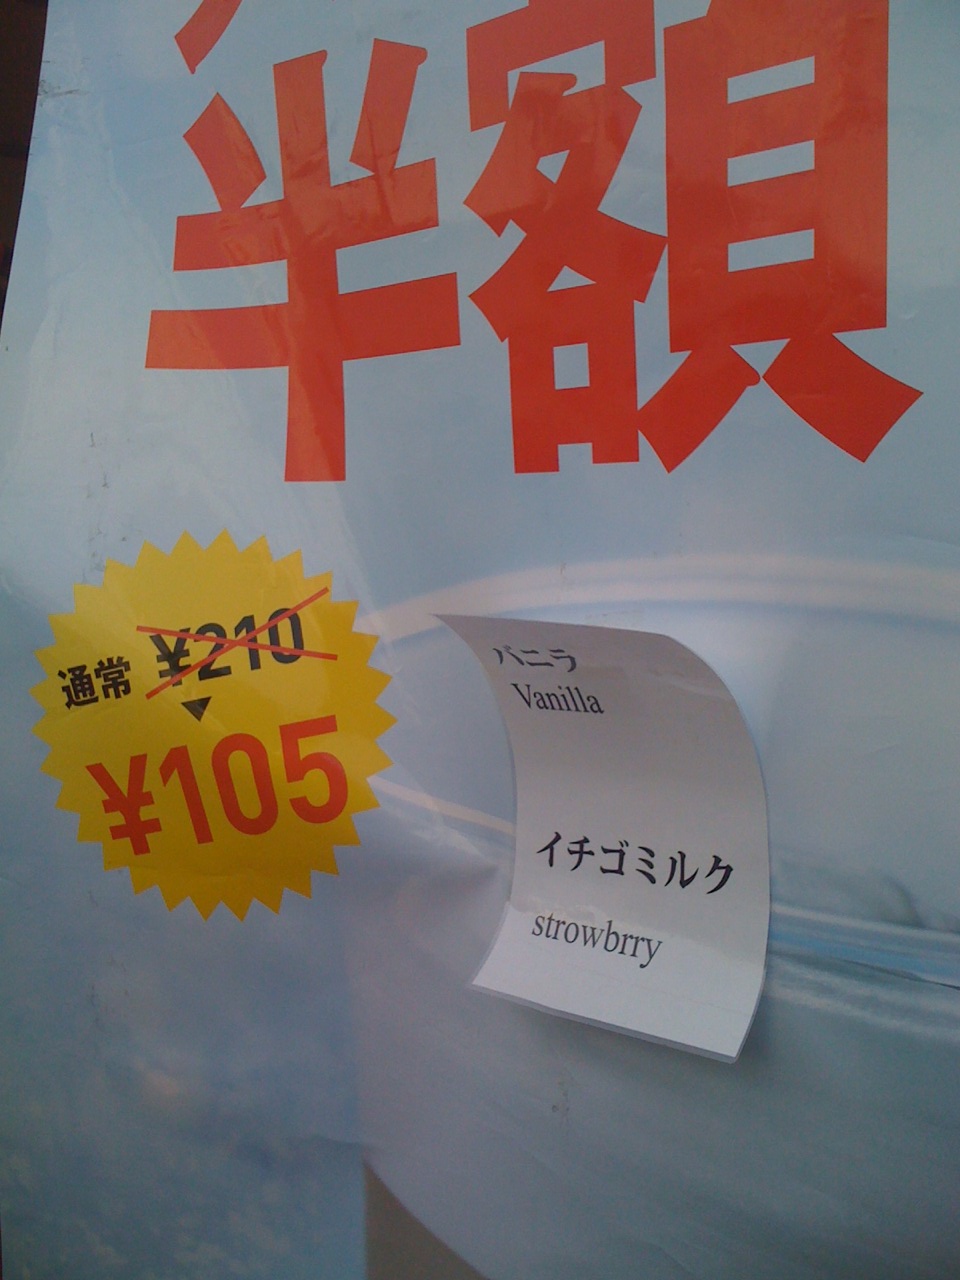 半額
通常 ¥210
¥105
バニラ
Vanilla
イチゴミルク
strowbrry